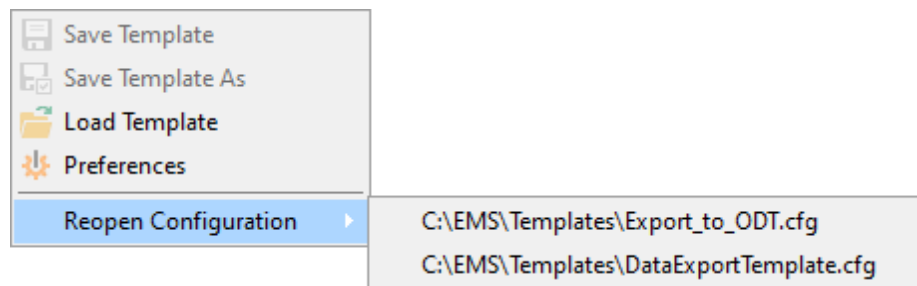 Save Template
Save Template As
Load Template
Preferences
Reopen Configuration
C:\EMS\Templates\Export_to_ODT.cfg
C:\EMS\Templates\DataExportTemplate.cfg